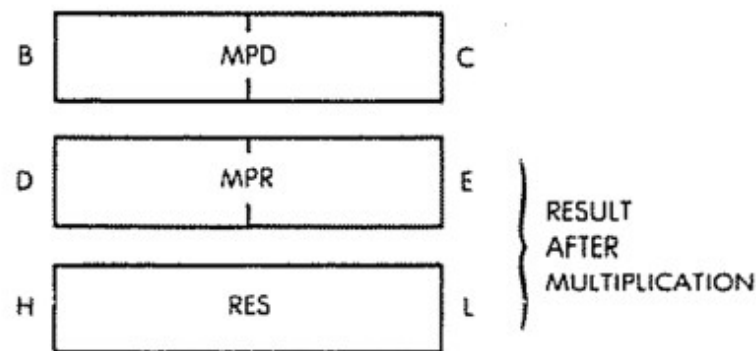 B MPD C
D MPR E
H RES L
RESULT
AFTER
MULTIPLICATION